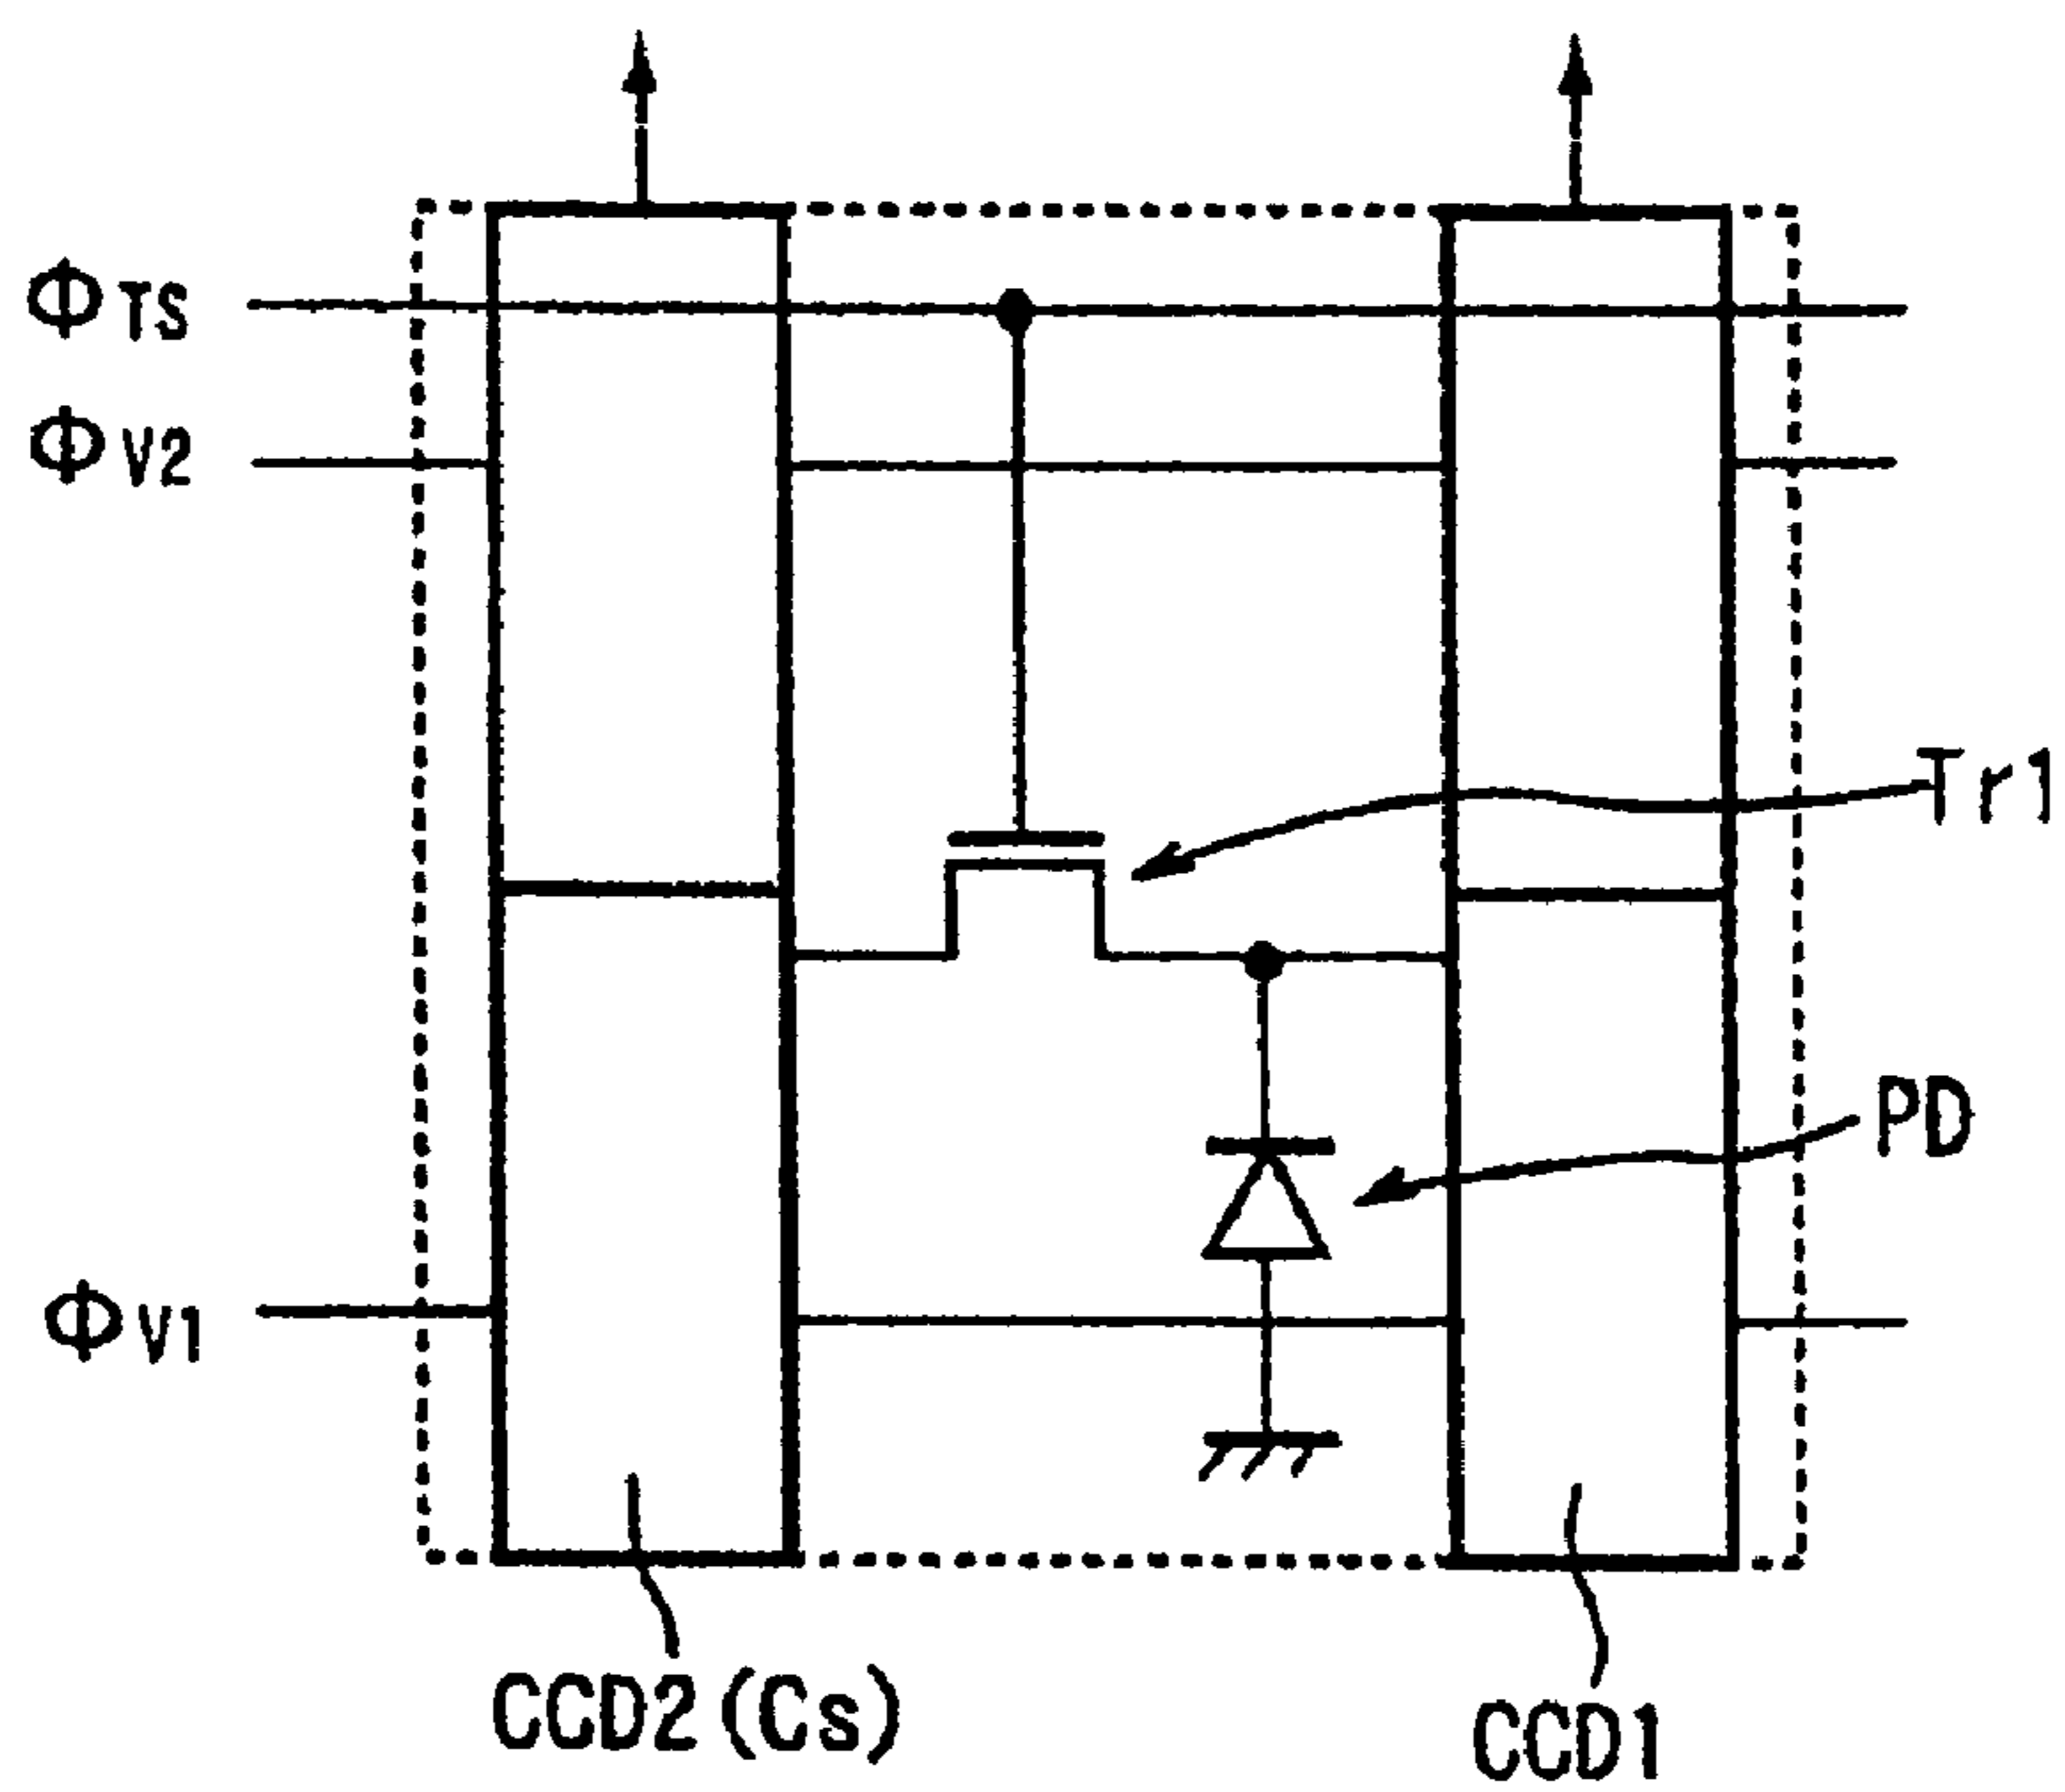 ΦTS
ΦV2
Tr1
PD
ΦV1
CCD2(Cs)
CCD1